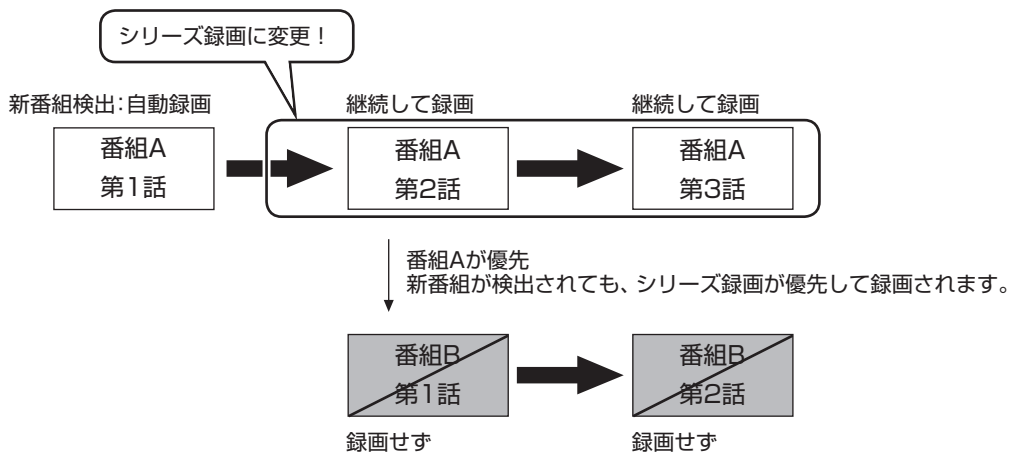 シリーズ録画に変更！
新番組検出：自動録画
継続して録画
継続して録画
番組A
第1話
番組A
第2話
番組A
第3話
番組Aが優先
新番組が検出されても、シリーズ録画が優先して録画されます。
番組B
第1話
番組B
第2話
録画せず
録画せず